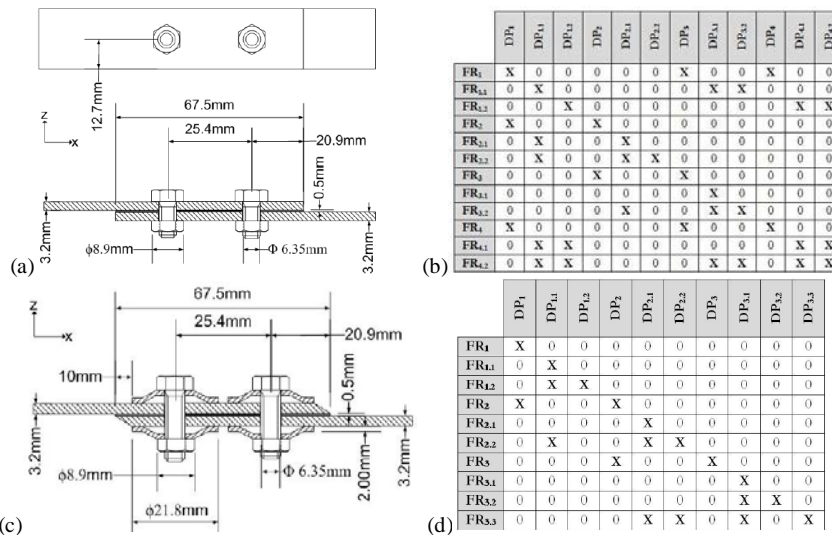 12.7mm
z
x
67.5mm
25.4mm
20.9mm
0.5mm
3.2mm
ϕ8.9mm
Φ 6.35mm
3.2mm
(a)
DP₁ DP₁.₁ DP₁.₂ DP₂ DP₂.₁ DP₂.₂ DP₃ DP₃.₁ DP₃.₂ DP₄ DP₄.₁ DP₄.₂
FR₁ X 0 0 0 0 0 X 0 0 X 0 0
FR₁.₁ 0 X 0 0 0 0 0 X X 0 0 0
FR₁.₂ 0 0 X 0 0 0 0 0 0 0 X X
FR₂ X 0 0 X 0 0 0 0 0 0 0 0
FR₂.₁ 0 X 0 0 X 0 0 0 0 0 0 0
FR₂.₂ 0 X 0 0 X X 0 0 0 0 0 0
FR₃ 0 0 0 X 0 0 X 0 0 0 0 0
FR₃.₁ 0 0 0 0 0 0 0 X 0 0 0 0
FR₃.₂ 0 0 0 0 X 0 0 X X 0 0 0
FR₄ X 0 0 0 0 0 X 0 0 X 0 0
FR₄.₁ 0 X X 0 0 0 0 0 0 0 X X
FR₄.₂ 0 X X 0 0 0 0 X X 0 X X
(b)
z
x
67.5mm
25.4mm
20.9mm
10mm
0.5mm
3.2mm
ϕ8.9mm
Φ 6.35mm
2.00mm
3.2mm
ϕ21.8mm
(c)
DP₁ DP₁.₁ DP₁.₂ DP₂ DP₂.₁ DP₂.₂ DP₃ DP₃.₁ DP₃.₂ DP₃.₃
FR₁ X 0 0 0 0 0 0 0 0 0
FR₁.₁ 0 X 0 0 0 0 0 0 0 0
FR₁.₂ 0 X X 0 0 0 0 0 0 0
FR₂ X 0 0 X 0 0 0 0 0 0
FR₂.₁ 0 0 0 0 X 0 0 0 0 0
FR₂.₂ 0 X 0 0 X X 0 0 0 0
FR₃ 0 0 0 X 0 0 X 0 0 0
FR₃.₁ 0 0 0 0 0 0 0 X 0 0
FR₃.₂ 0 0 0 0 0 0 0 X X 0
FR₃.₃ 0 0 0 0 X X 0 X 0 X
(d)